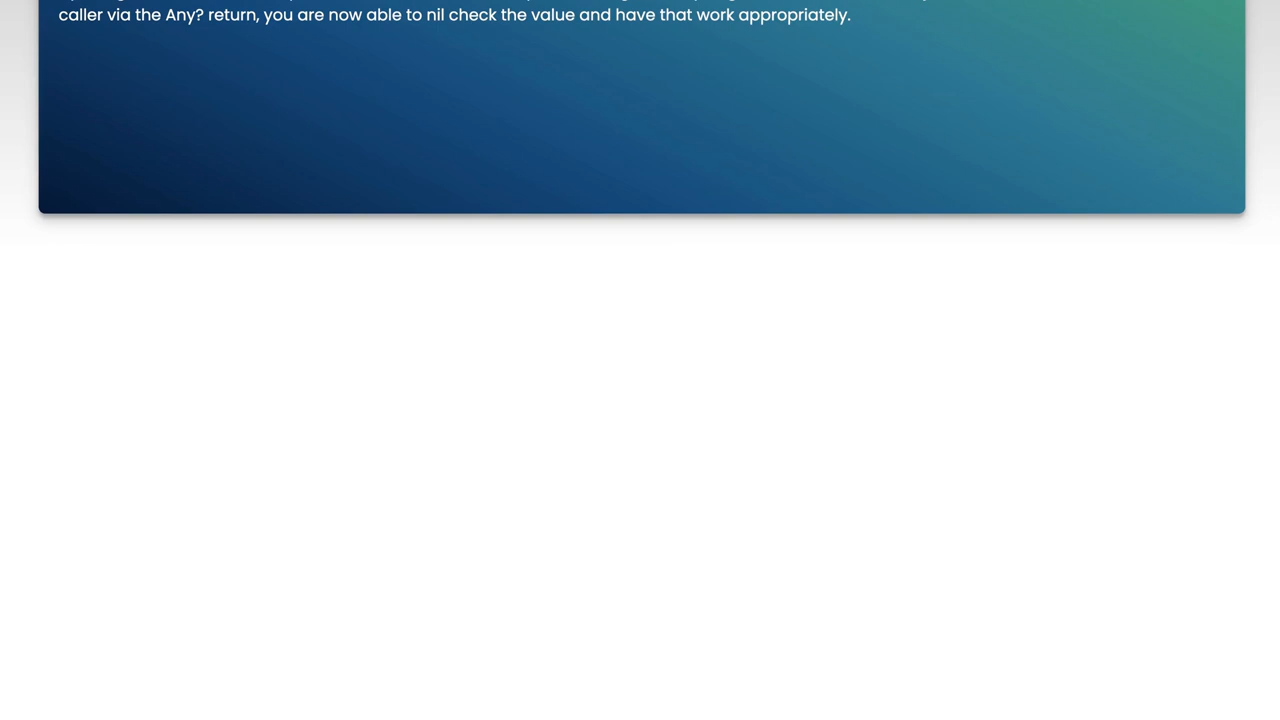 caller via the Any? return, you are now able to nil check the value and have that work appropriately.